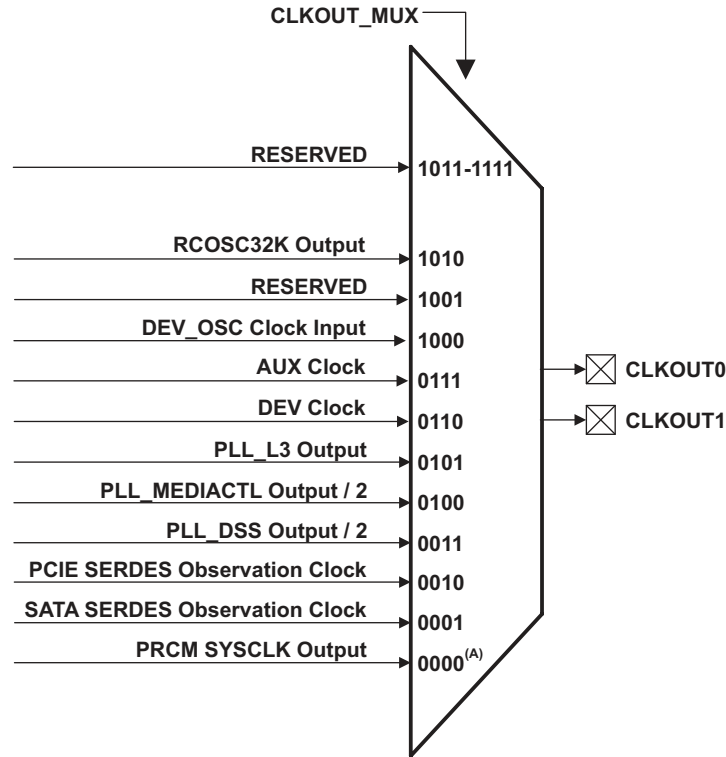 CLKOUT_MUX
RESERVED
1011-1111
RCOSC32K Output
1010
RESERVED
1001
DEV_OSC Clock Input
1000
AUX Clock
0111
DEV Clock
0110
PLL_L3 Output
0101
PLL_MEDIACTL Output / 2
0100
PLL_DSS Output / 2
0011
PCIE SERDES Observation Clock
0010
SATA SERDES Observation Clock
0001
PRCM SYSCLK Output
0000(A)
CLKOUT0
CLKOUT1